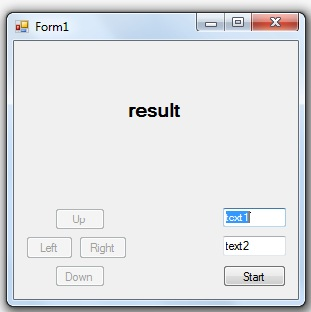 Form1
result
Up
text1
Left Right
text2
Down
Start